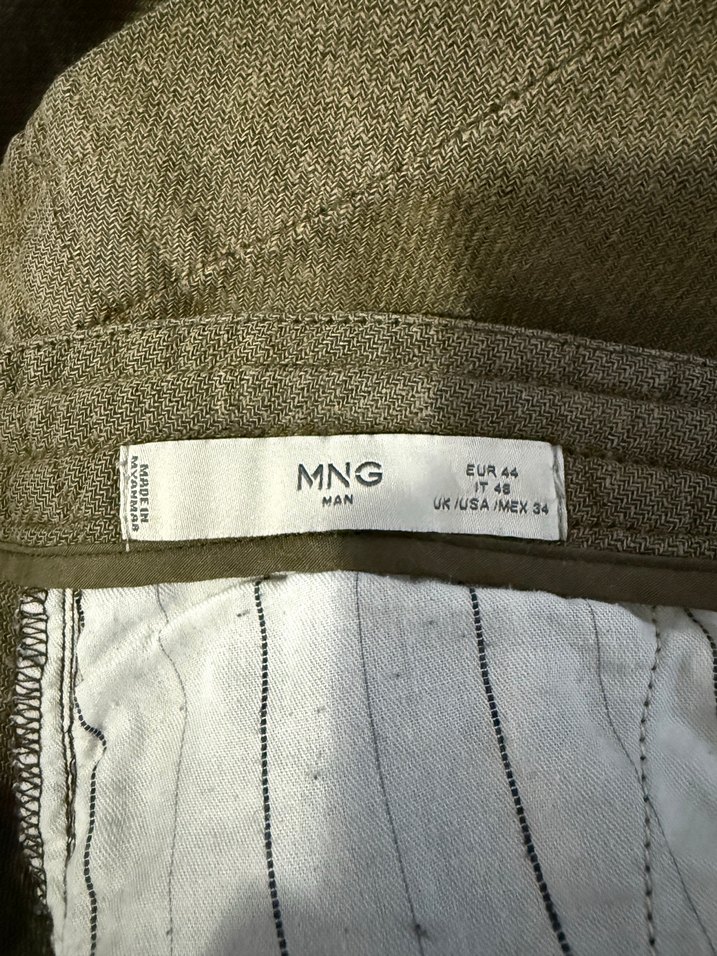 MADE IN
MYANMAR
MNG
MAN
EUR 44
IT 48
UK /USA /MEX 34